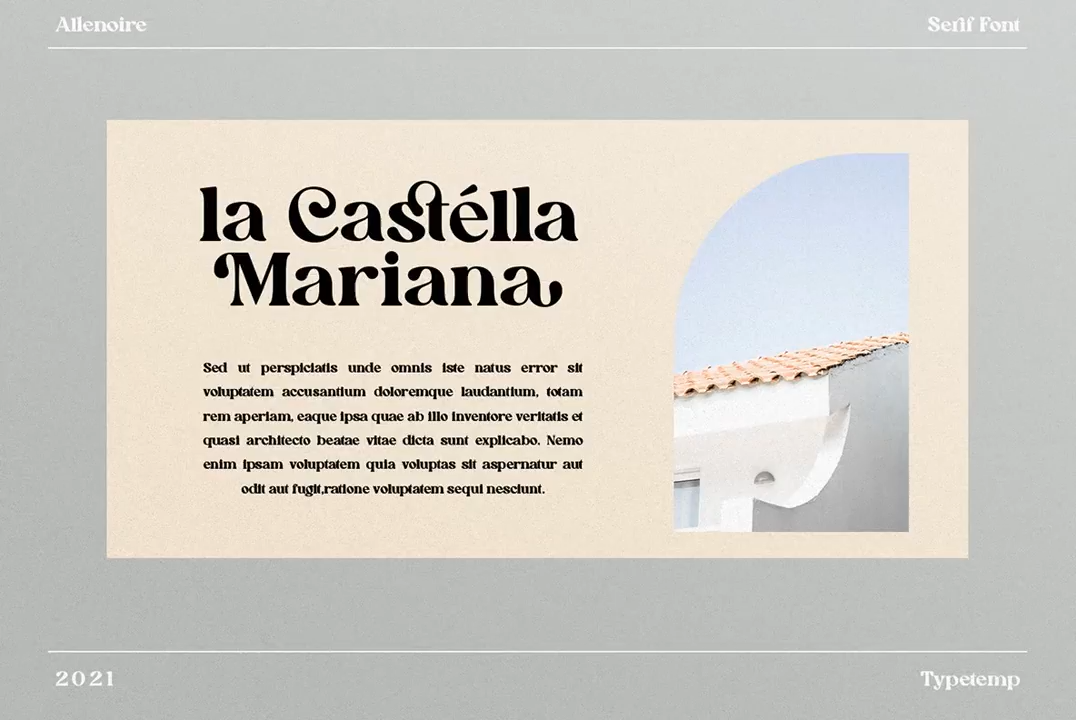 Allenoire
Serif Font
la Castélla
Mariana
Sed ut perspiciatis unde omnis iste natus error sit
voluptatem accusantium doloremque laudantium, totam
rem aperiam, eaque ipsa quae ab illo inventore veritatis et
quasi architecto beatae vitae dicta sunt explicabo. Nemo
enim ipsam voluptatem quia voluptas sit aspernatur aut
odit aut fugit,ratione voluptatem sequi nesciunt.
2021
Typetemp